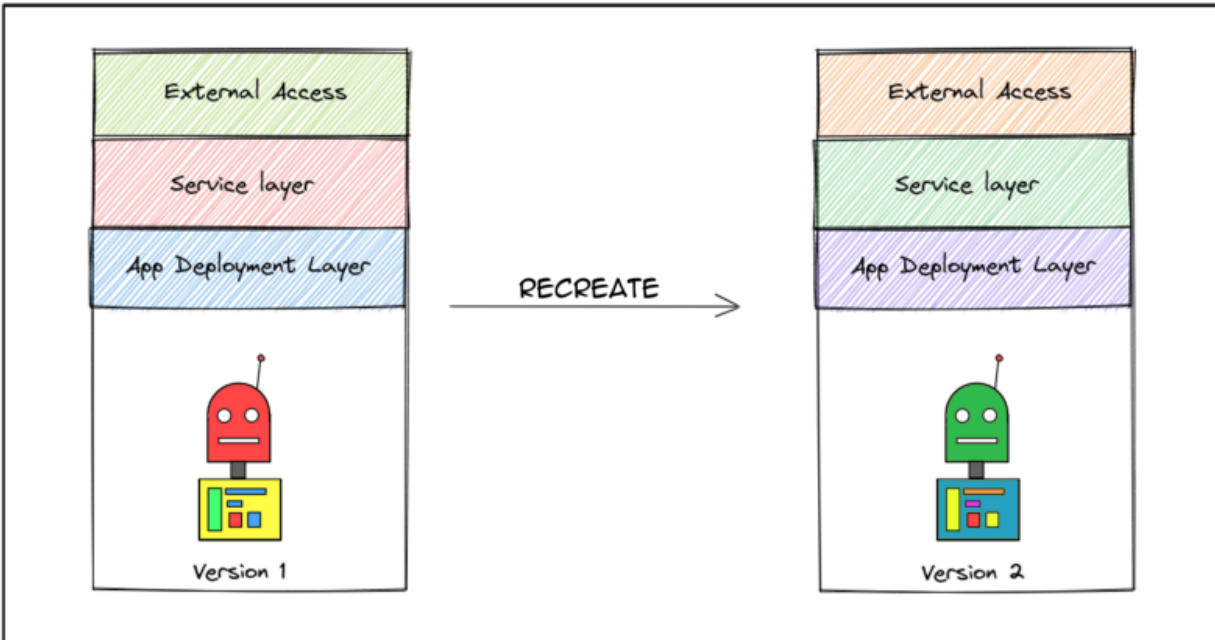 External Access
Service layer
App Deployment Layer
Version 1
RECREATE
External Access
Service layer
App Deployment Layer
Version 2